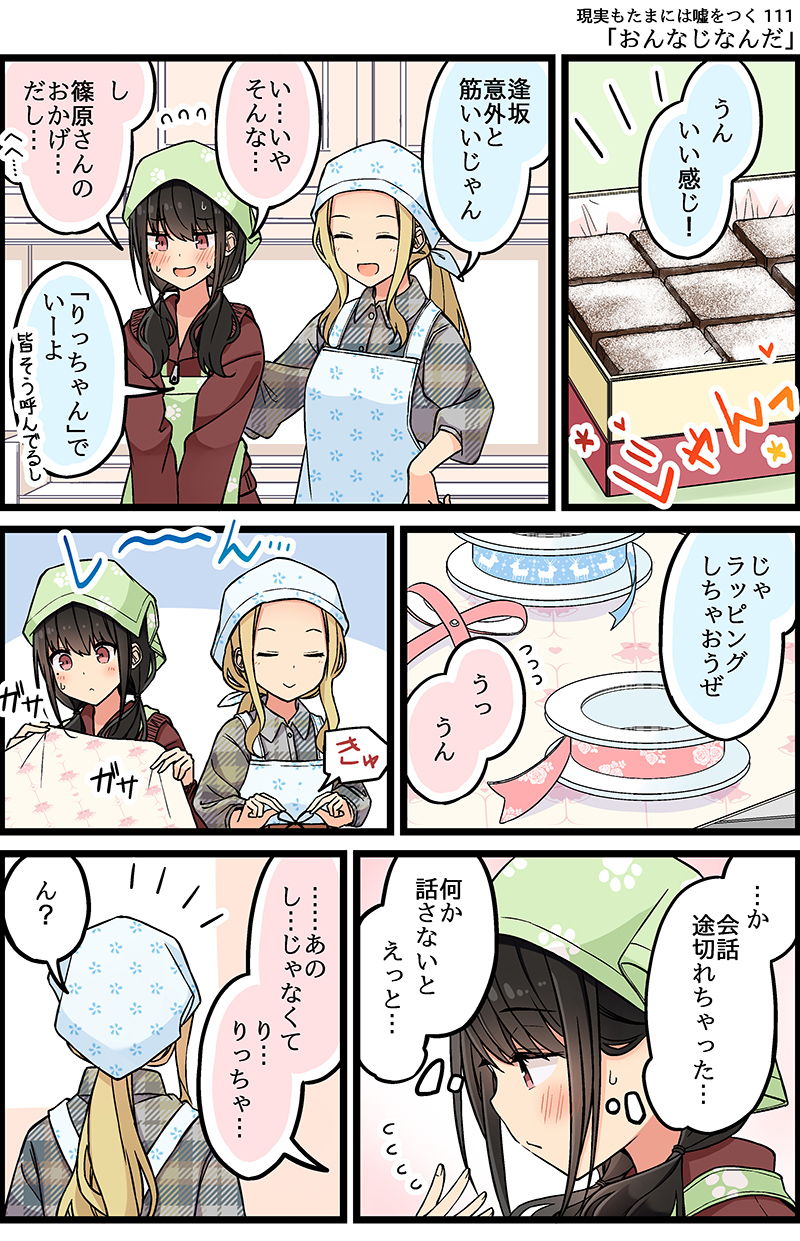 現実もたまには嘘をつく 111
「おんなじなんだ」
うん
いい感じ！
じゃん
逢坂
意外と
筋いいじゃん
い…いや
そんな…
し
篠原さんの
おかげ…
だし…
へへ…
「りっちゃん」で
いーよ
皆そう呼んでるし
じゃ
ラッピング
しちゃおうぜ
うっ
うん
しーーん…
ガサ
ガサ
きゅ
…か
会話
途切れちゃった…
何か
話さないと
えっと…
……あの
し…じゃなくて
り…
りっちゃ…
ん？